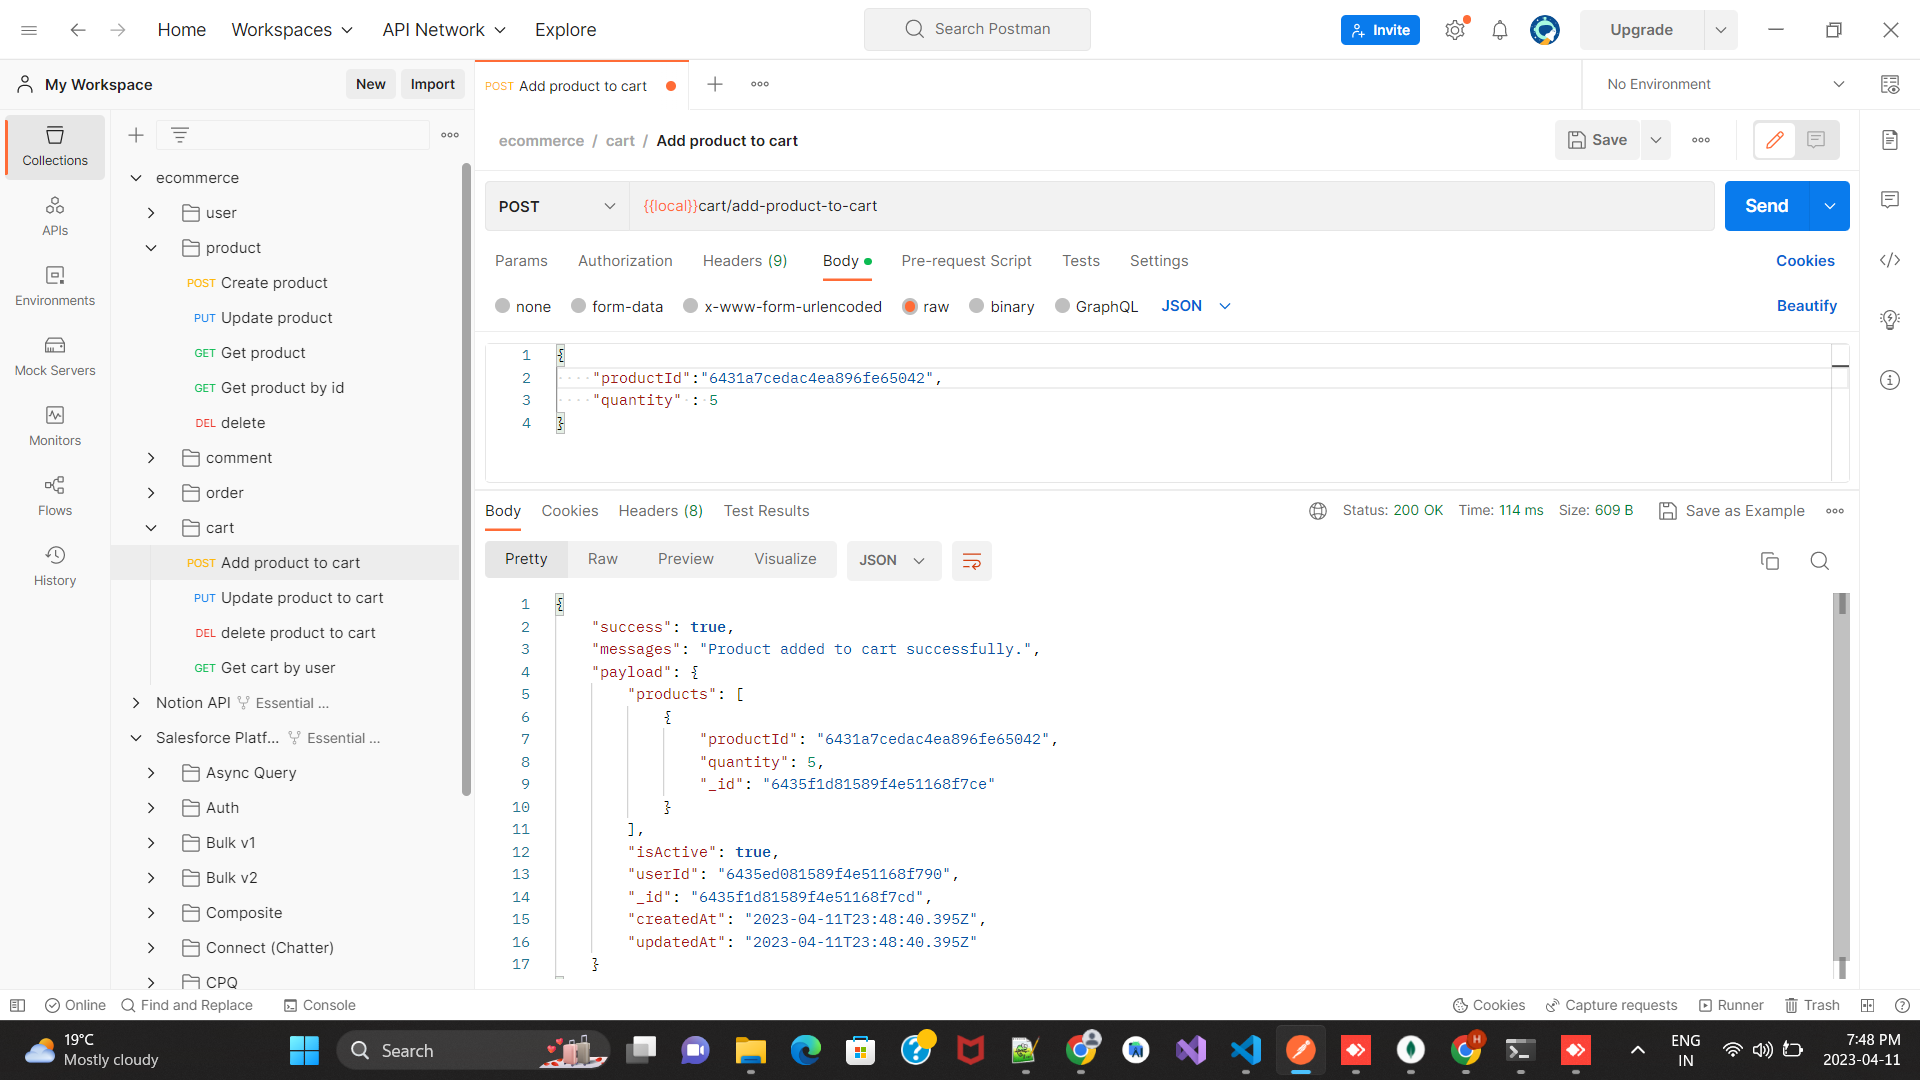 Home Workspaces API Network Explore Search Postman Invite Upgrade
My Workspace New Import POST Add product to cart No Environment
ecommerce / cart / Add product to cart Save
Collections
APIs
Environments
Mock Servers
Monitors
Flows
History
ecommerce
user
product
POST Create product
PUT Update product
GET Get product
GET Get product by id
DEL delete
comment
order
cart
POST Add product to cart
PUT Update product to cart
DEL delete product to cart
GET Get cart by user
Notion API Essential ...
Salesforce Platf... Essential ...
Async Query
Auth
Bulk v1
Bulk v2
Composite
Connect (Chatter)
CPQ
POST {{local}}cart/add-product-to-cart Send
Params Authorization Headers (9) Body Pre-request Script Tests Settings Cookies
none form-data x-www-form-urlencoded raw binary GraphQL JSON Beautify
1 {
2 ····"productId":"6431a7cedac4ea896fe65042",
3 ····"quantity"·:·5
4 }
Body Cookies Headers (8) Test Results Status: 200 OK Time: 114 ms Size: 609 B Save as Example
Pretty Raw Preview Visualize JSON
1 {
2 "success": true,
3 "messages": "Product added to cart successfully.",
4 "payload": {
5 "products": [
6 {
7 "productId": "6431a7cedac4ea896fe65042",
8 "quantity": 5,
9 "_id": "6435f1d81589f4e51168f7ce"
10 }
11 ],
12 "isActive": true,
13 "userId": "6435ed081589f4e51168f790",
14 "_id": "6435f1d81589f4e51168f7cd",
15 "createdAt": "2023-04-11T23:48:40.395Z",
16 "updatedAt": "2023-04-11T23:48:40.395Z"
17 }
Online Find and Replace Console Cookies Capture requests Runner Trash
19°C
Mostly cloudy
Search
H
ENG
IN
7:48 PM
2023-04-11